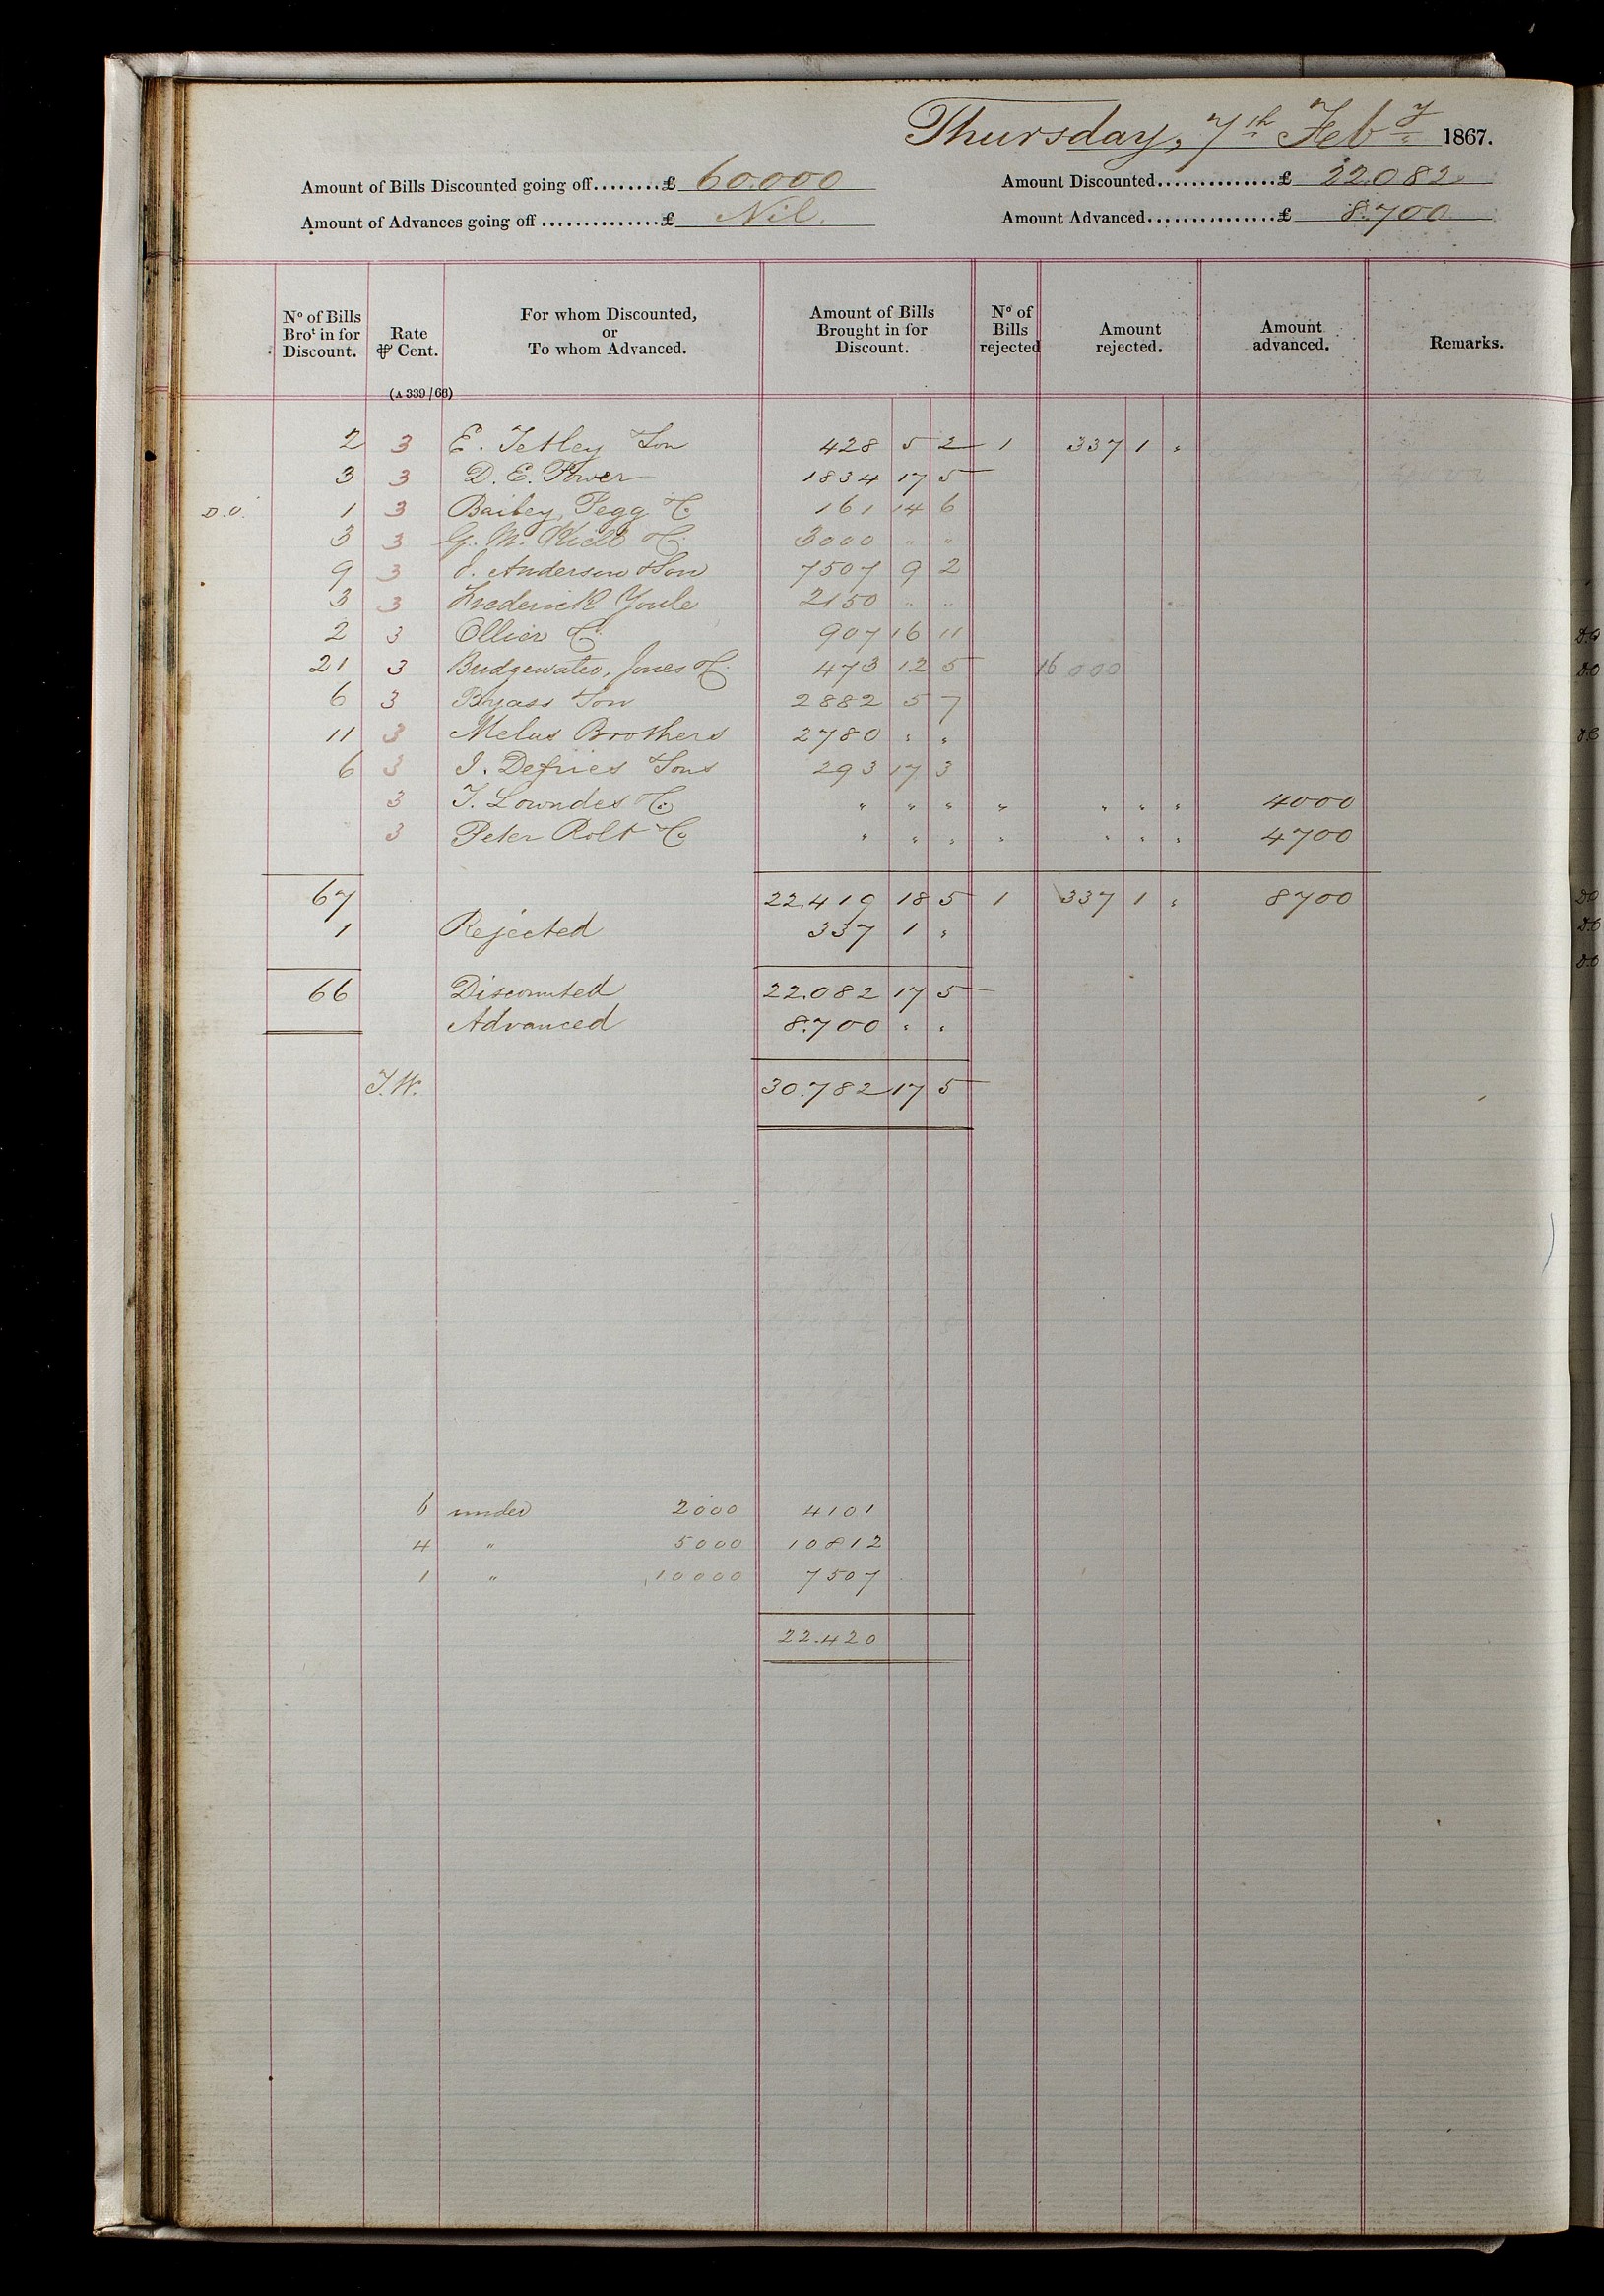 Thursday, 7th Feby 1867.
Amount of Bills Discounted going off........£ 60.000 Amount Discounted..............£ 22.082
Amount of Advances going off..............£ Nil. Amount Advanced...............£ 8.700
No of Bills Brot in for Discount. Rate ⅌ Cent. For whom Discounted, or To whom Advanced. Amount of Bills Brought in for Discount. No of Bills rejected Amount rejected. Amount advanced. Remarks.
(A 339/66)
2 3 E. Tetley & Son 428 5 2 1 337 1 "
3 3 D. E. Power 1834 17 5
D.O. 1 3 Bailey, Pegg & Co 161 14 6
3 3 G. M. & Co. 3000 " "
9 3 J. Anderson & Son 7507 9 2
3 3 Frederick Youle 2150 " "
2 3 Ollier & Co. 907 16 11
21 3 Bridgewater, Jones & Co. 473 12 5 16 000
6 3 Byass & Son 2882 5 7
11 3 Melas Brothers 2780 " "
6 3 J. Defries & Sons 293 17 3
3 T. Lowndes & Co. " " " " " " " 4000
3 Peter Rolt & Co " " " " " " " 4700
67 22.419 18 5 1 337 1 " 8700
1 Rejected 337 1 "
66 Discounted 22.082 17 5
Advanced 8.700 " "
J.W. 30.782 17 5
6 under 2000 4101
4 " 5000 10812
1 " 10000 7507
22.420